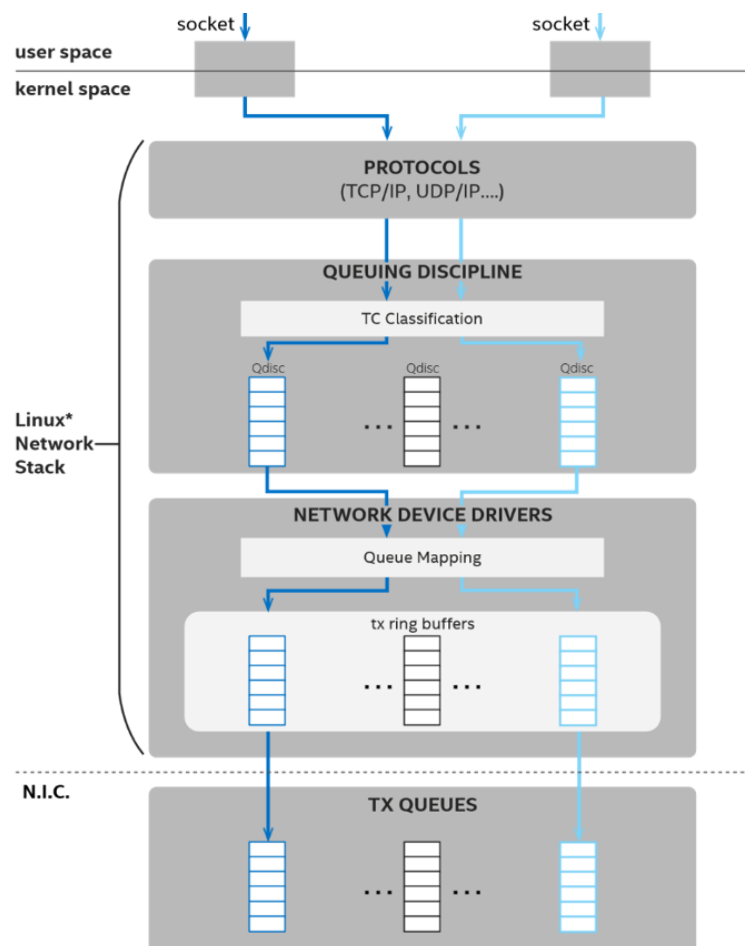 socket
socket
user space
kernel space
PROTOCOLS
(TCP/IP, UDP/IP....)
QUEUING DISCIPLINE
TC Classification
Qdisc
Qdisc
Qdisc
...
...
Linux*
Network
Stack
NETWORK DEVICE DRIVERS
Queue Mapping
tx ring buffers
...
...
N.I.C.
TX QUEUES
...
...